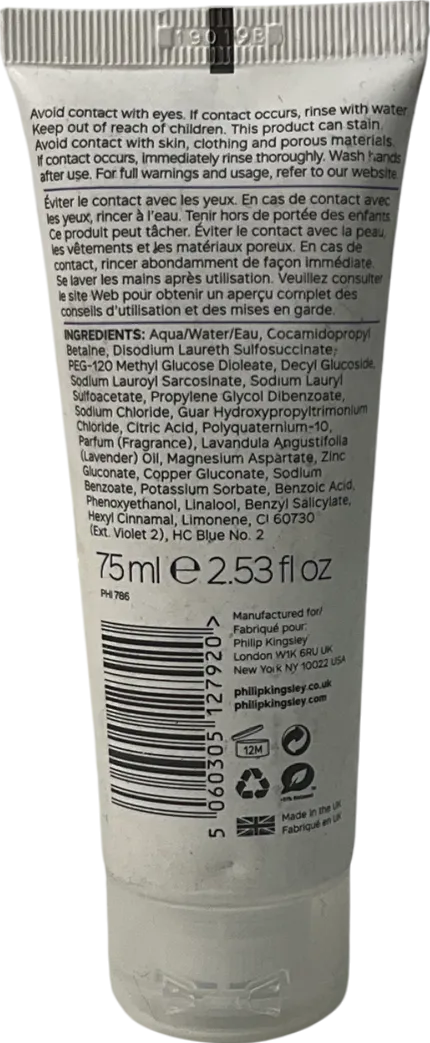 19019B
Avoid contact with eyes. If contact occurs, rinse with water
Keep out of reach of children. This product can stain.
Avoid contact with skin, clothing and porous materials.
If contact occurs, immediately rinse thoroughly. Wash hands
after use. For full warnings and usage, refer to our website
Éviter le contact avec les yeux. En cas de contact avec
les yeux, rincer à l'eau. Tenir hors de portée des enfants
Ce produit peut tâcher. Éviter le contact avec la peau,
les vêtements et les matériaux poreux. En cas de
contact, rincer abondamment de façon immédiate.
Se laver les mains après utilisation. Veuillez consulter
le site Web pour obtenir un aperçu complet des
conseils d'utilisation et des mises en garde.
INGREDIENTS: Aqua/Water/Eau, Cocamidopropyl
Betaine, Disodium Laureth Sulfosuccinate,
PEG-120 Methyl Glucose Dioleate, Decyl Glucoside,
Sodium Lauroyl Sarcosinate, Sodium Lauryl
Sulfoacetate, Propylene Glycol Dibenzoate,
Sodium Chloride, Guar Hydroxypropyltrimonium
Chloride, Citric Acid, Polyquaternium-10,
Parfum (Fragrance), Lavandula Angustifolia
(Lavender) Oil, Magnesium Aspartate, Zinc
Gluconate, Copper Gluconate, Sodium
Benzoate, Potassium Sorbate, Benzoic Acid,
Phenoxyethanol, Linalool, Benzyl Salicylate,
Hexyl Cinnamal, Limonene, CI 60730
(Ext. Violet 2), HC Blue No. 2
75ml e 2.53 fl oz
PHI 786
5 060305 127920 >
Manufactured for/
Fabriqué pour:
Philip Kingsley
London W1K 6RU UK
New York NY 10022 USA
philipkingsley.co.uk
philipkingsley.com
12M
Made in the UK
Fabriqué en UK